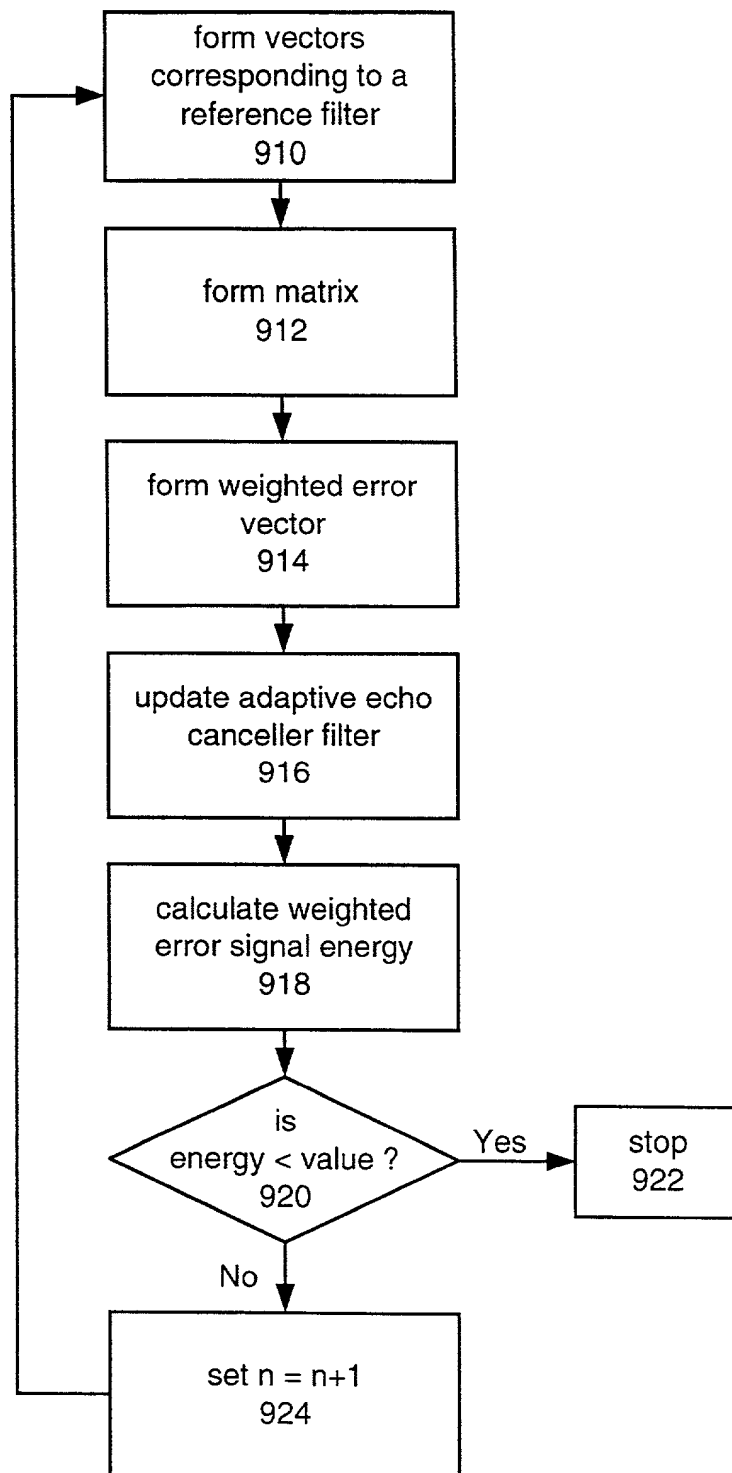 form vectors
corresponding to a
reference filter
910
form matrix
912
form weighted error
vector
914
update adaptive echo
canceller filter
916
calculate weighted
error signal energy
918
is
energy < value ?
920
Yes
stop
922
No
set n = n+1
924